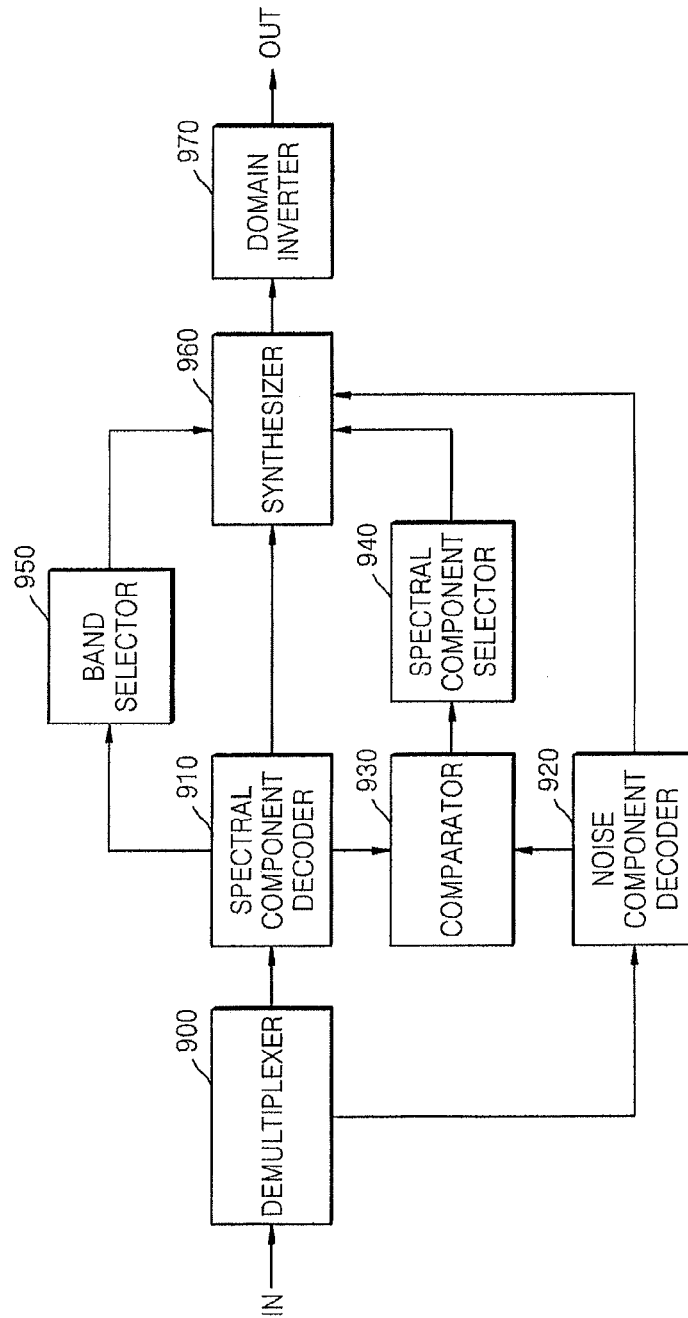 IN
900
DEMULTIPLEXER
910
SPECTRAL
COMPONENT
DECODER
920
NOISE
COMPONENT
DECODER
930
COMPARATOR
940
SPECTRAL
COMPONENT
SELECTOR
950
BAND
SELECTOR
960
SYNTHESIZER
970
DOMAIN
INVERTER
OUT